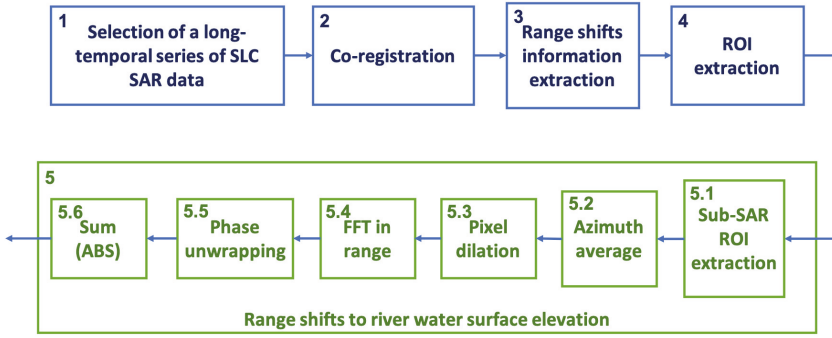 1
Selection of a long-
temporal series of SLC
SAR data
2
Co-registration
3
Range shifts
information
extraction
4
ROI
extraction
5
5.6
Sum
(ABS)
5.5
Phase
unwrapping
5.4
FFT in
range
5.3
Pixel
dilation
5.2
Azimuth
average
5.1
Sub-SAR
ROI
extraction
Range shifts to river water surface elevation